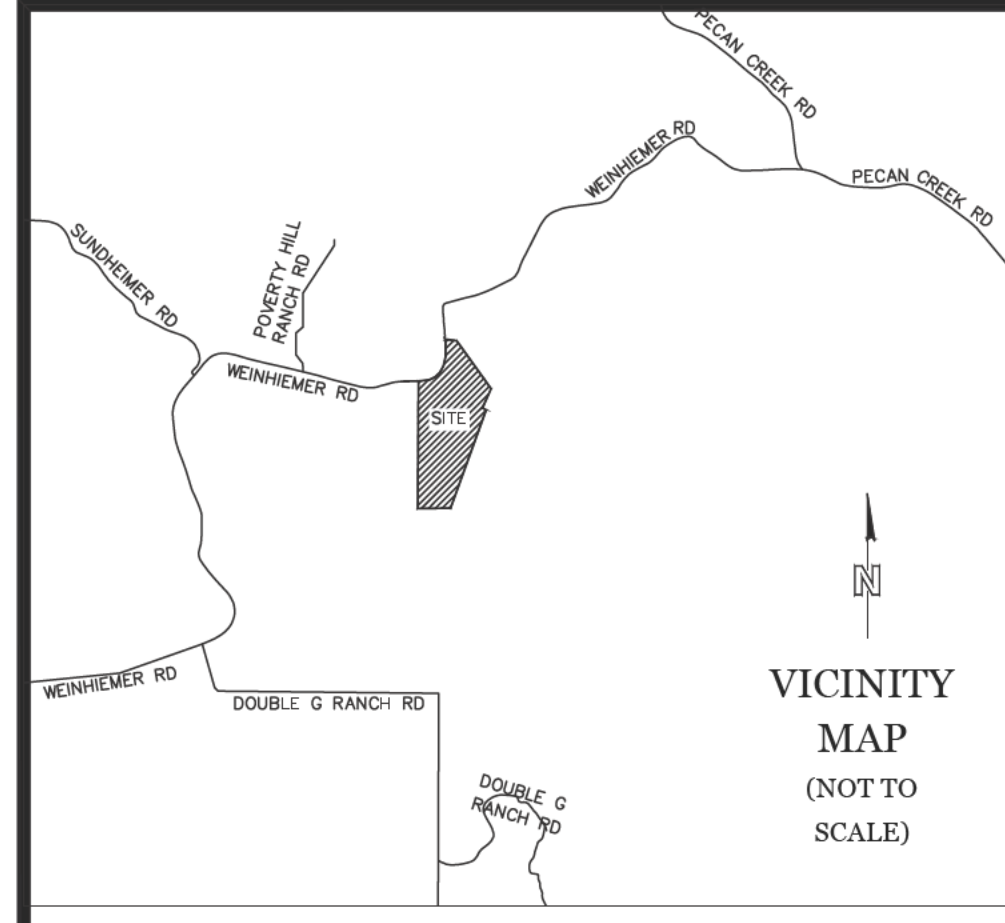 PECAN CREEK RD
WEINHIEMER RD
PECAN CREEK RD
SUNDHEIMER RD
POVERTY HILL
RANCH RD
WEINHIEMER RD
SITE
N
WEINHIEMER RD
DOUBLE G RANCH RD
VICINITY
MAP
(NOT TO
SCALE)
DOUBLE G
RANCH RD